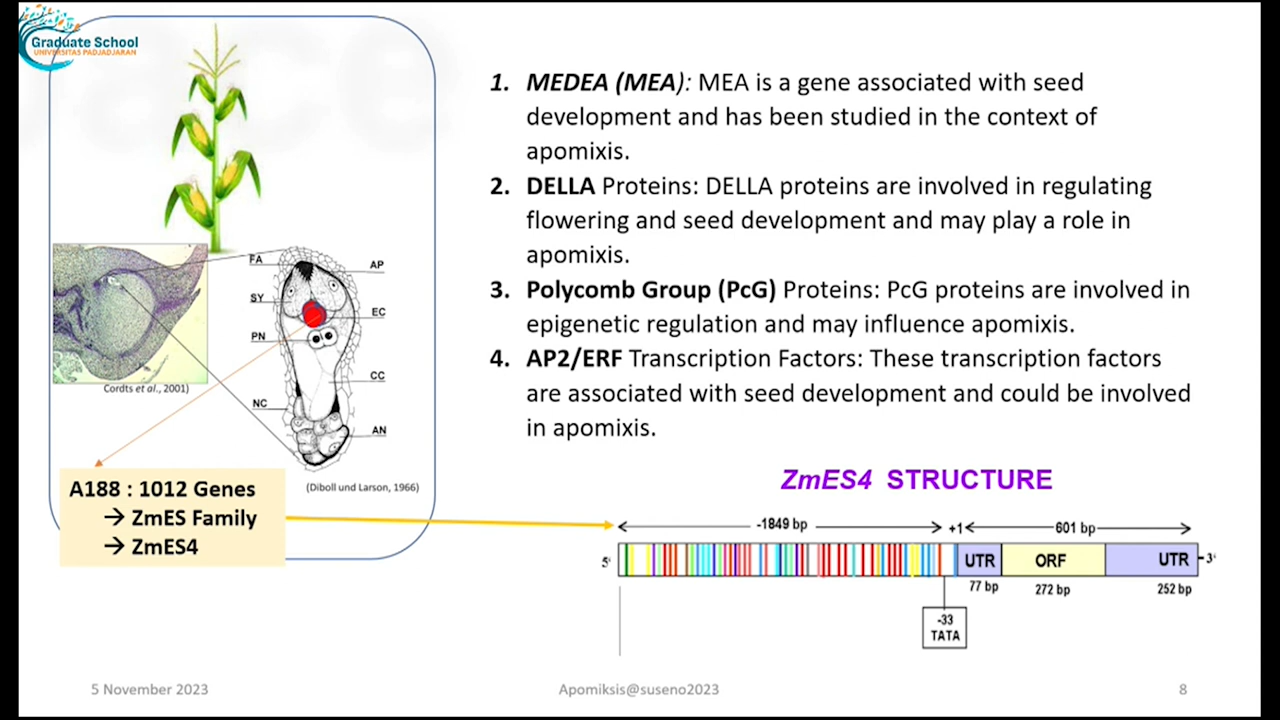 Graduate School
UNIVERSITAS PADJADJARAN
1. MEDEA (MEA): MEA is a gene associated with seed
development and has been studied in the context of
apomixis.
2. DELLA Proteins: DELLA proteins are involved in regulating
flowering and seed development and may play a role in
apomixis.
3. Polycomb Group (PcG) Proteins: PcG proteins are involved in
epigenetic regulation and may influence apomixis.
4. AP2/ERF Transcription Factors: These transcription factors
are associated with seed development and could be involved
in apomixis.
FA
AP
SY
EC
PN
CC
NC
AN
Cordts et al., 2001)
(Diboll und Larson, 1966)
A188 : 1012 Genes
→ ZmES Family
→ ZmES4
ZmES4 STRUCTURE
-1849 bp
+1
601 bp
5'
UTR
ORF
UTR
3'
77 bp
272 bp
252 bp
-33
TATA
5 November 2023
Apomiksis@suseno2023
8